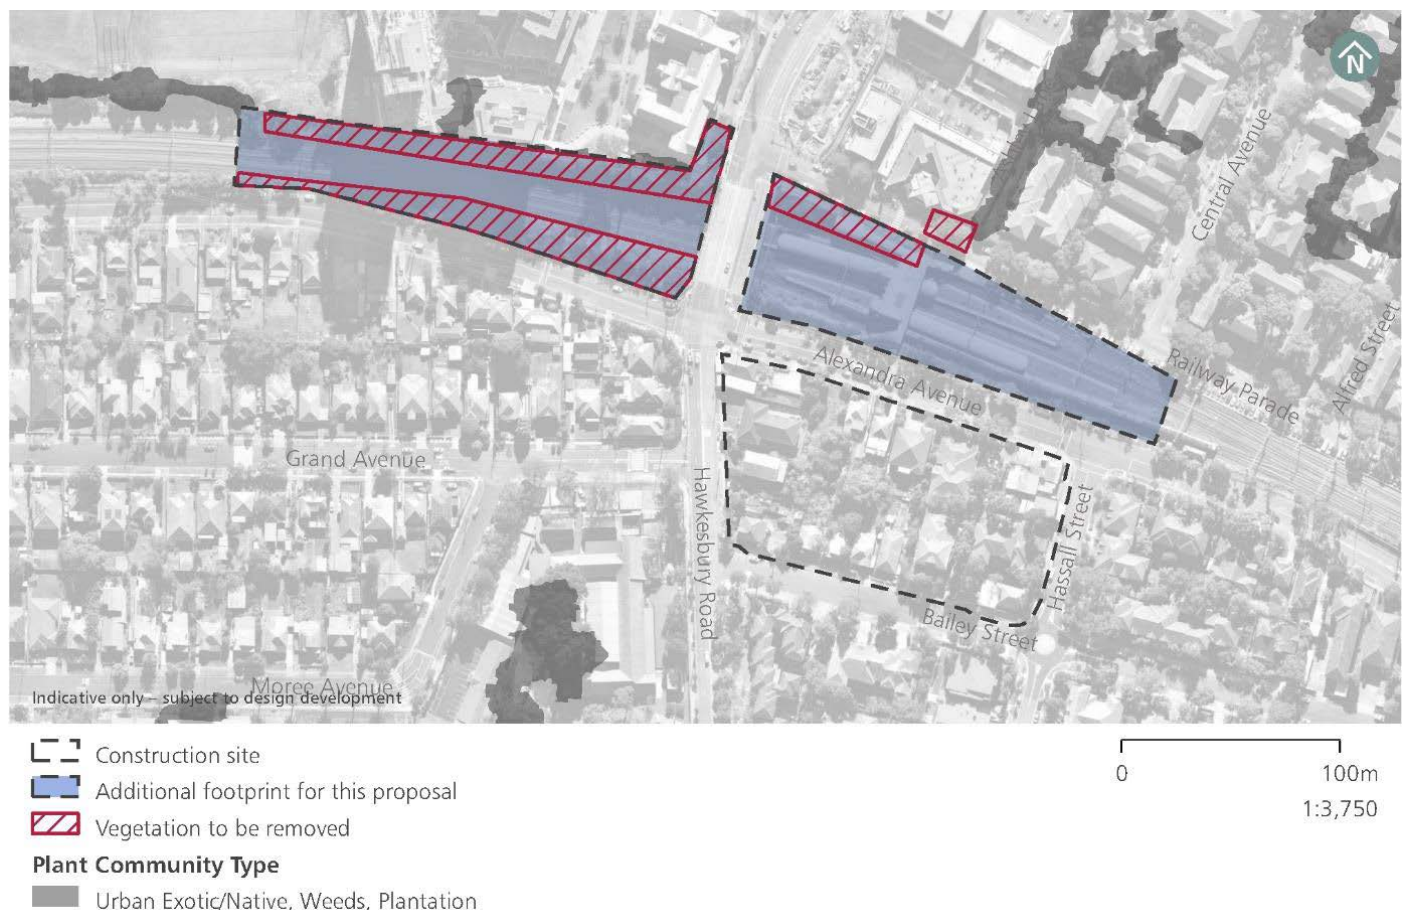 N
Central Avenue
Alfred Street
Railway Parade
Alexandra Avenue
Grand Avenue
Hawkesbury Road
Hassall Street
Bailey Street
Moree Avenue
Indicative only – subject to design development
Construction site
Additional footprint for this proposal
Vegetation to be removed
Plant Community Type
Urban Exotic/Native, Weeds, Plantation
0 100m
1:3,750